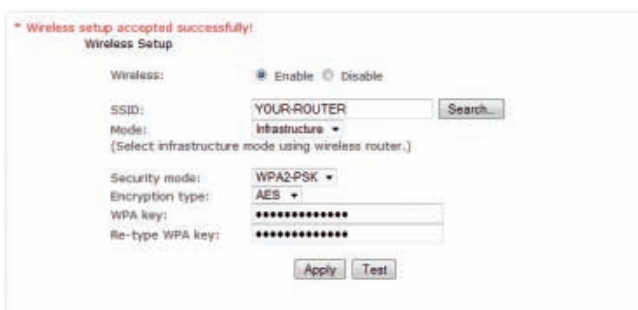 * Wireless setup accepted successfully!
Wireless Setup
Wireless: Enable Disable
SSID: YOUR-ROUTER Search...
Mode: Infrastructure
(Select infrastructure mode using wireless router.)
Security mode: WPA2-PSK
Encryption type: AES
WPA key: •••••••••••••
Re-type WPA key: •••••••••••••
Apply Test